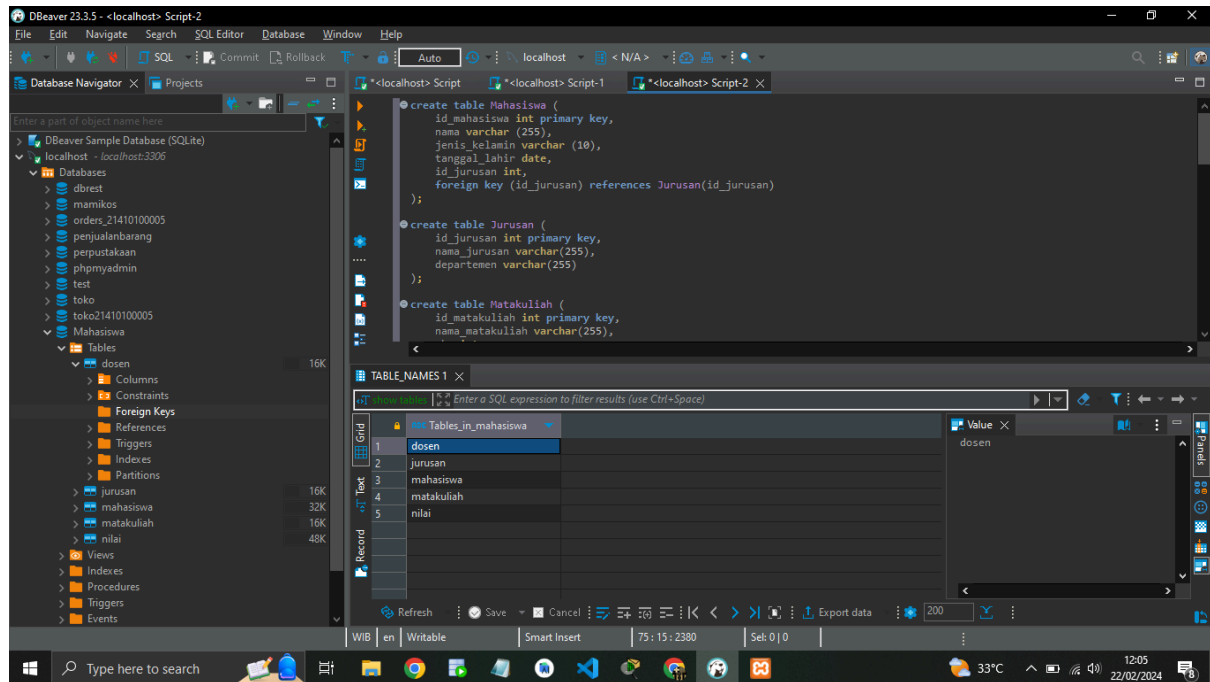 DBeaver 23.3.5 - <localhost> Script-2
File Edit Navigate Search SQL Editor Database Window Help
SQL Commit Rollback Auto localhost < N/A >
Database Navigator Projects
*<localhost> Script *<localhost> Script-1 *<localhost> Script-2
Enter a part of object name here
DBeaver Sample Database (SQLite)
localhost - localhost:3306
Databases
dbrest
mamikos
orders_21410100005
penjualanbarang
perpustakaan
phpmyadmin
test
toko
toko21410100005
Mahasiswa
Tables
dosen 16K
Columns
Constraints
Foreign Keys
References
Triggers
Indexes
Partitions
jurusan 16K
mahasiswa 32K
matakuliah 16K
nilai 48K
Views
Indexes
Procedures
Triggers
Events
create table Mahasiswa (
id_mahasiswa int primary key,
nama varchar (255),
jenis_kelamin varchar (10),
tanggal_lahir date,
id_jurusan int,
foreign key (id_jurusan) references Jurusan(id_jurusan)
);
create table Jurusan (
id_jurusan int primary key,
nama_jurusan varchar(255),
departemen varchar(255)
);
create table Matakuliah (
id_matakuliah int primary key,
nama_matakuliah varchar(255),
TABLE_NAMES 1
show tables Enter a SQL expression to filter results (use Ctrl+Space)
Grid
Text
Record
Tables_in_mahasiswa
1 dosen
2 jurusan
3 mahasiswa
4 matakuliah
5 nilai
Value
dosen
Panels
Refresh Save Cancel Export data 200
WIB en Writable Smart Insert 75 : 15 : 2380 Sel: 0 | 0
Type here to search
33°C
12:05
22/02/2024
8